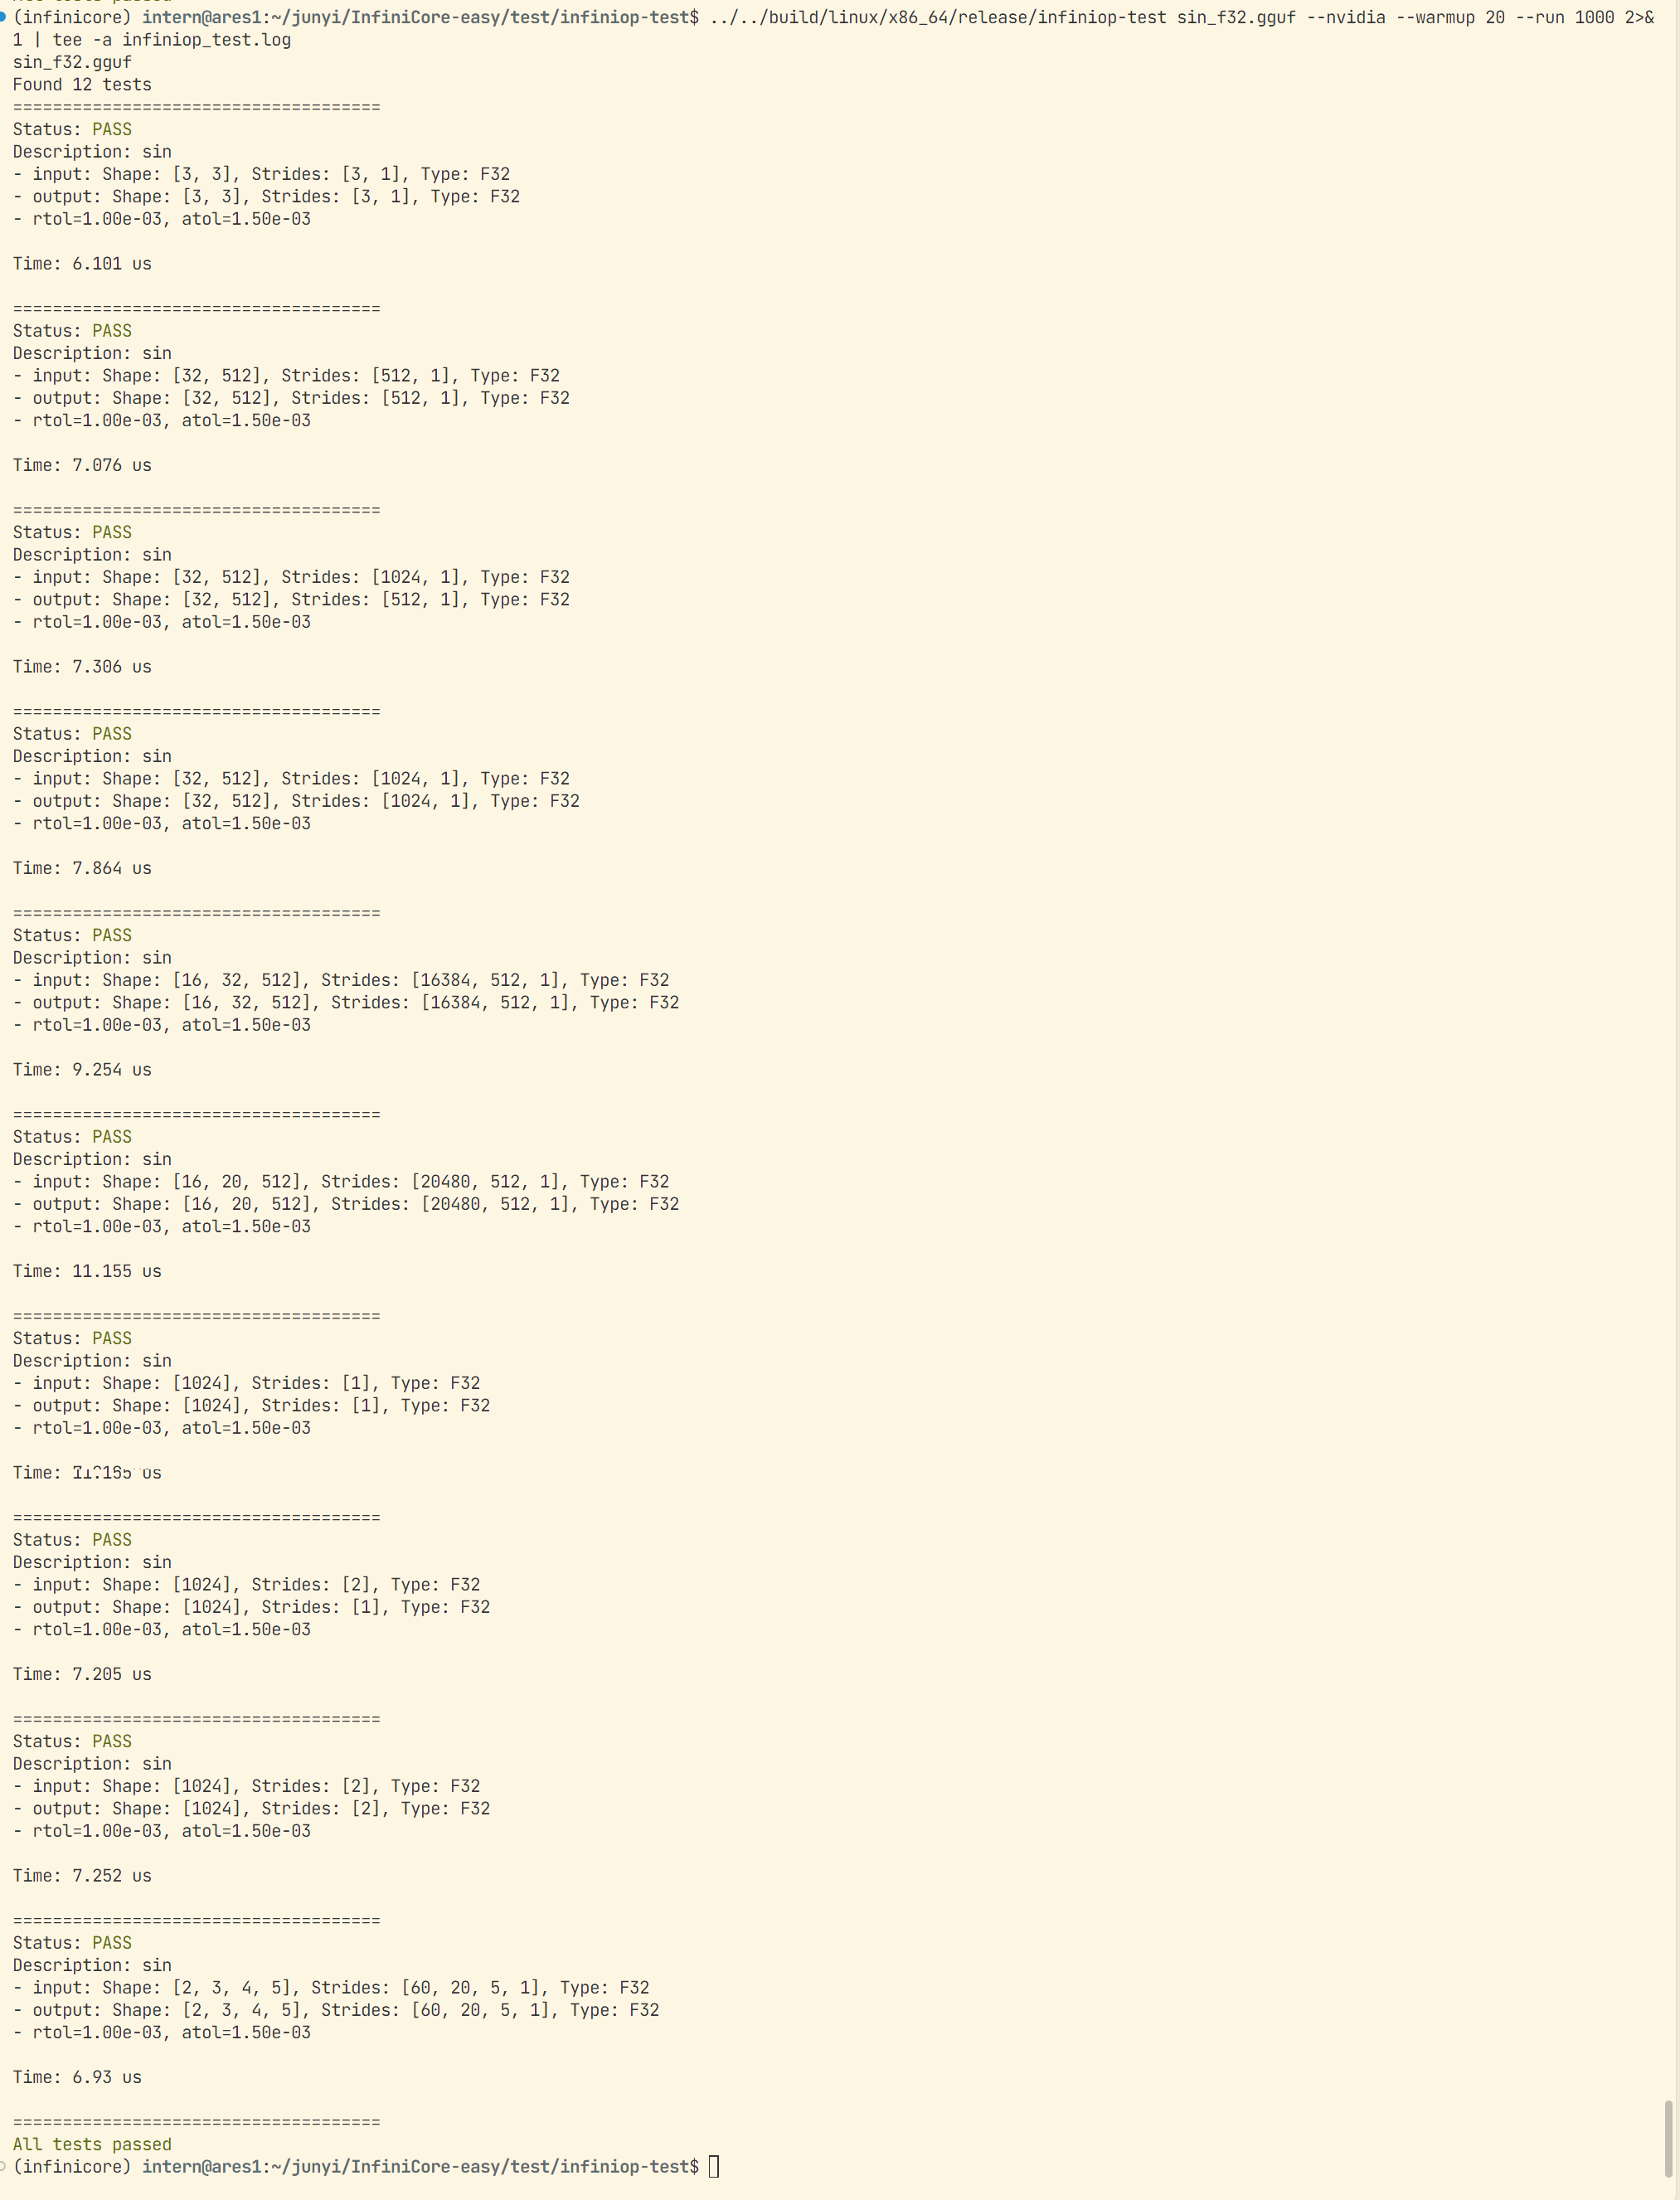 (infinicore) intern@ares1:~/junyi/InfiniCore-easy/test/infiniop-test$ ../../build/linux/x86_64/release/infiniop-test sin_f32.gguf --nvidia --warmup 20 --run 1000 2>&
1 | tee -a infiniop_test.log
sin_f32.gguf
Found 12 tests
=====================================
Status: PASS
Description: sin
- input: Shape: [3, 3], Strides: [3, 1], Type: F32
- output: Shape: [3, 3], Strides: [3, 1], Type: F32
- rtol=1.00e-03, atol=1.50e-03
Time: 6.101 us
=====================================
Status: PASS
Description: sin
- input: Shape: [32, 512], Strides: [512, 1], Type: F32
- output: Shape: [32, 512], Strides: [512, 1], Type: F32
- rtol=1.00e-03, atol=1.50e-03
Time: 7.076 us
=====================================
Status: PASS
Description: sin
- input: Shape: [32, 512], Strides: [1024, 1], Type: F32
- output: Shape: [32, 512], Strides: [512, 1], Type: F32
- rtol=1.00e-03, atol=1.50e-03
Time: 7.306 us
=====================================
Status: PASS
Description: sin
- input: Shape: [32, 512], Strides: [1024, 1], Type: F32
- output: Shape: [32, 512], Strides: [1024, 1], Type: F32
- rtol=1.00e-03, atol=1.50e-03
Time: 7.864 us
=====================================
Status: PASS
Description: sin
- input: Shape: [16, 32, 512], Strides: [16384, 512, 1], Type: F32
- output: Shape: [16, 32, 512], Strides: [16384, 512, 1], Type: F32
- rtol=1.00e-03, atol=1.50e-03
Time: 9.254 us
=====================================
Status: PASS
Description: sin
- input: Shape: [16, 20, 512], Strides: [20480, 512, 1], Type: F32
- output: Shape: [16, 20, 512], Strides: [20480, 512, 1], Type: F32
- rtol=1.00e-03, atol=1.50e-03
Time: 11.155 us
=====================================
Status: PASS
Description: sin
- input: Shape: [1024], Strides: [1], Type: F32
- output: Shape: [1024], Strides: [1], Type: F32
- rtol=1.00e-03, atol=1.50e-03
Time: us
=====================================
Status: PASS
Description: sin
- input: Shape: [1024], Strides: [2], Type: F32
- output: Shape: [1024], Strides: [1], Type: F32
- rtol=1.00e-03, atol=1.50e-03
Time: 7.205 us
=====================================
Status: PASS
Description: sin
- input: Shape: [1024], Strides: [2], Type: F32
- output: Shape: [1024], Strides: [2], Type: F32
- rtol=1.00e-03, atol=1.50e-03
Time: 7.252 us
=====================================
Status: PASS
Description: sin
- input: Shape: [2, 3, 4, 5], Strides: [60, 20, 5, 1], Type: F32
- output: Shape: [2, 3, 4, 5], Strides: [60, 20, 5, 1], Type: F32
- rtol=1.00e-03, atol=1.50e-03
Time: 6.93 us
=====================================
All tests passed
(infinicore) intern@ares1:~/junyi/InfiniCore-easy/test/infiniop-test$